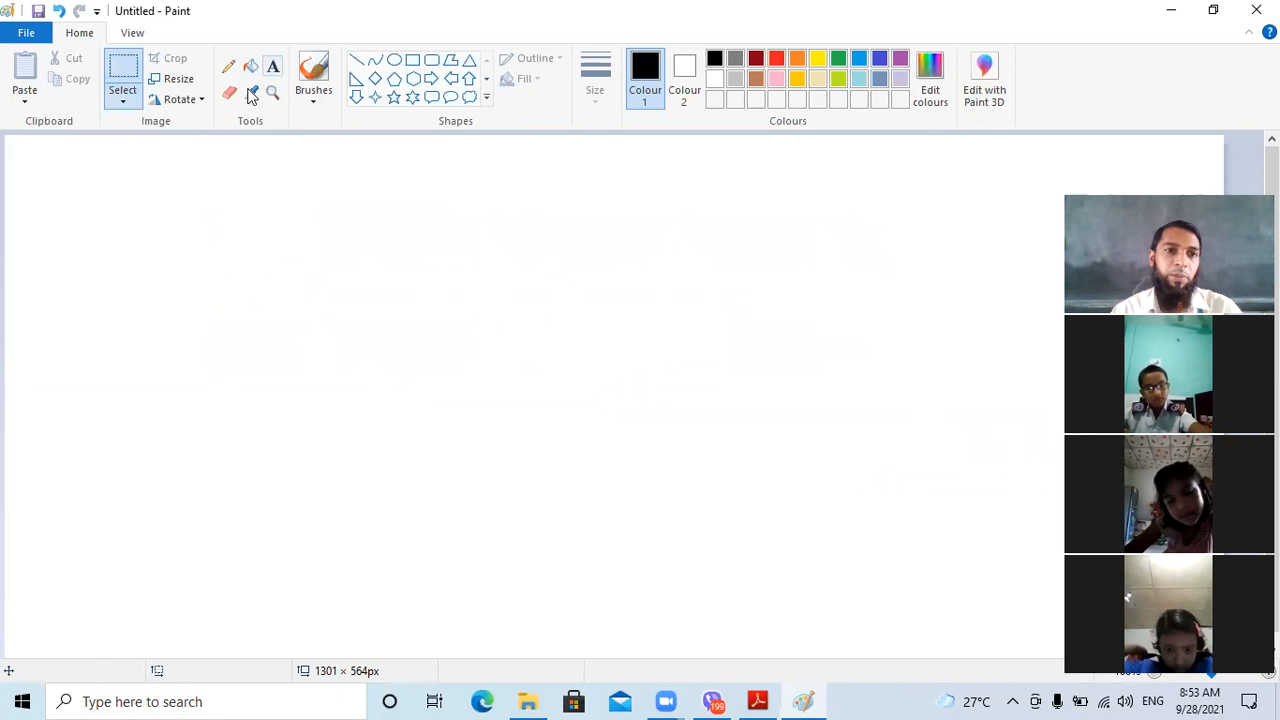 Untitled - Paint
File
Home
View
Paste
Cut
Copy
Clipboard
Select
Crop
Resize
Rotate
Image
A
Tools
Brushes
Outline
Fill
Shapes
Size
Colour
1
Colour
2
Edit
colours
Colours
Edit with
Paint 3D
1301 × 564px
Type here to search
199
27°C
ENG
8:53 AM
9/28/2021